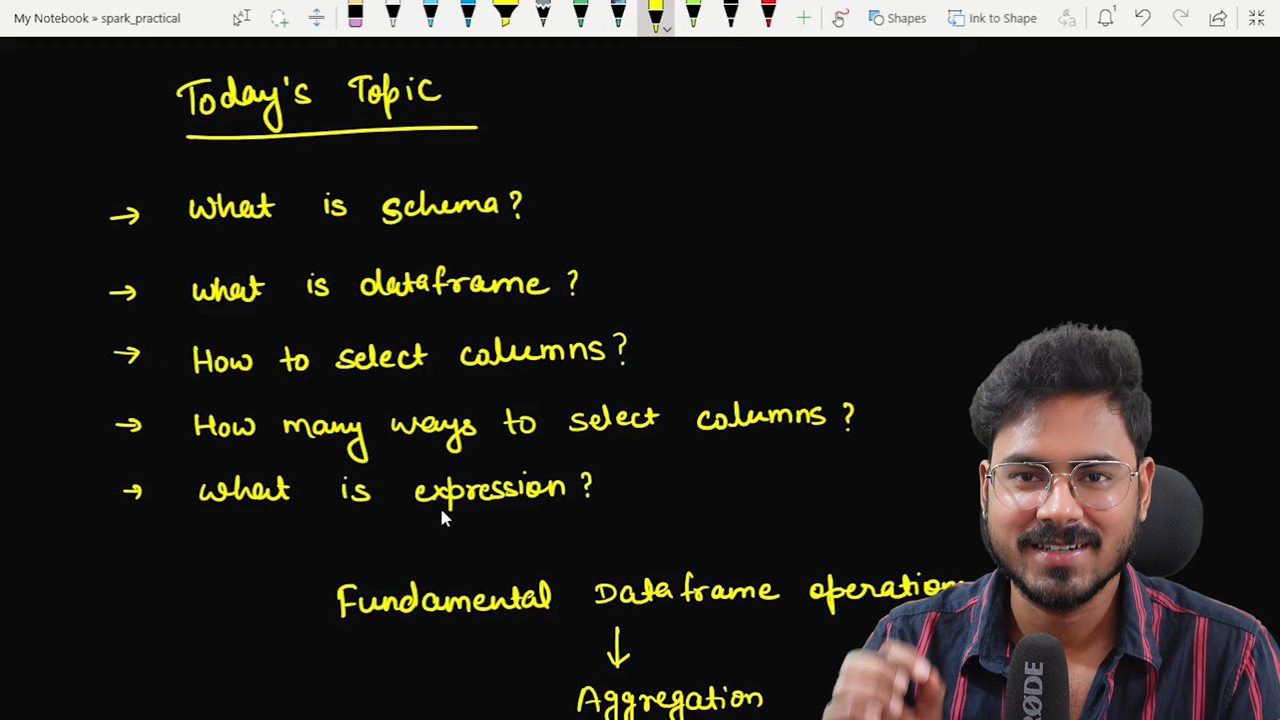 My Notebook » spark_practical
Shapes
Ink to Shape
Today's Topic
→ What is schema?
→ what is dataframe?
→ How to select columns?
→ How many ways to select columns?
→ what is expression?
Fundamental Dataframe operation
↓
Aggregation
RØDE